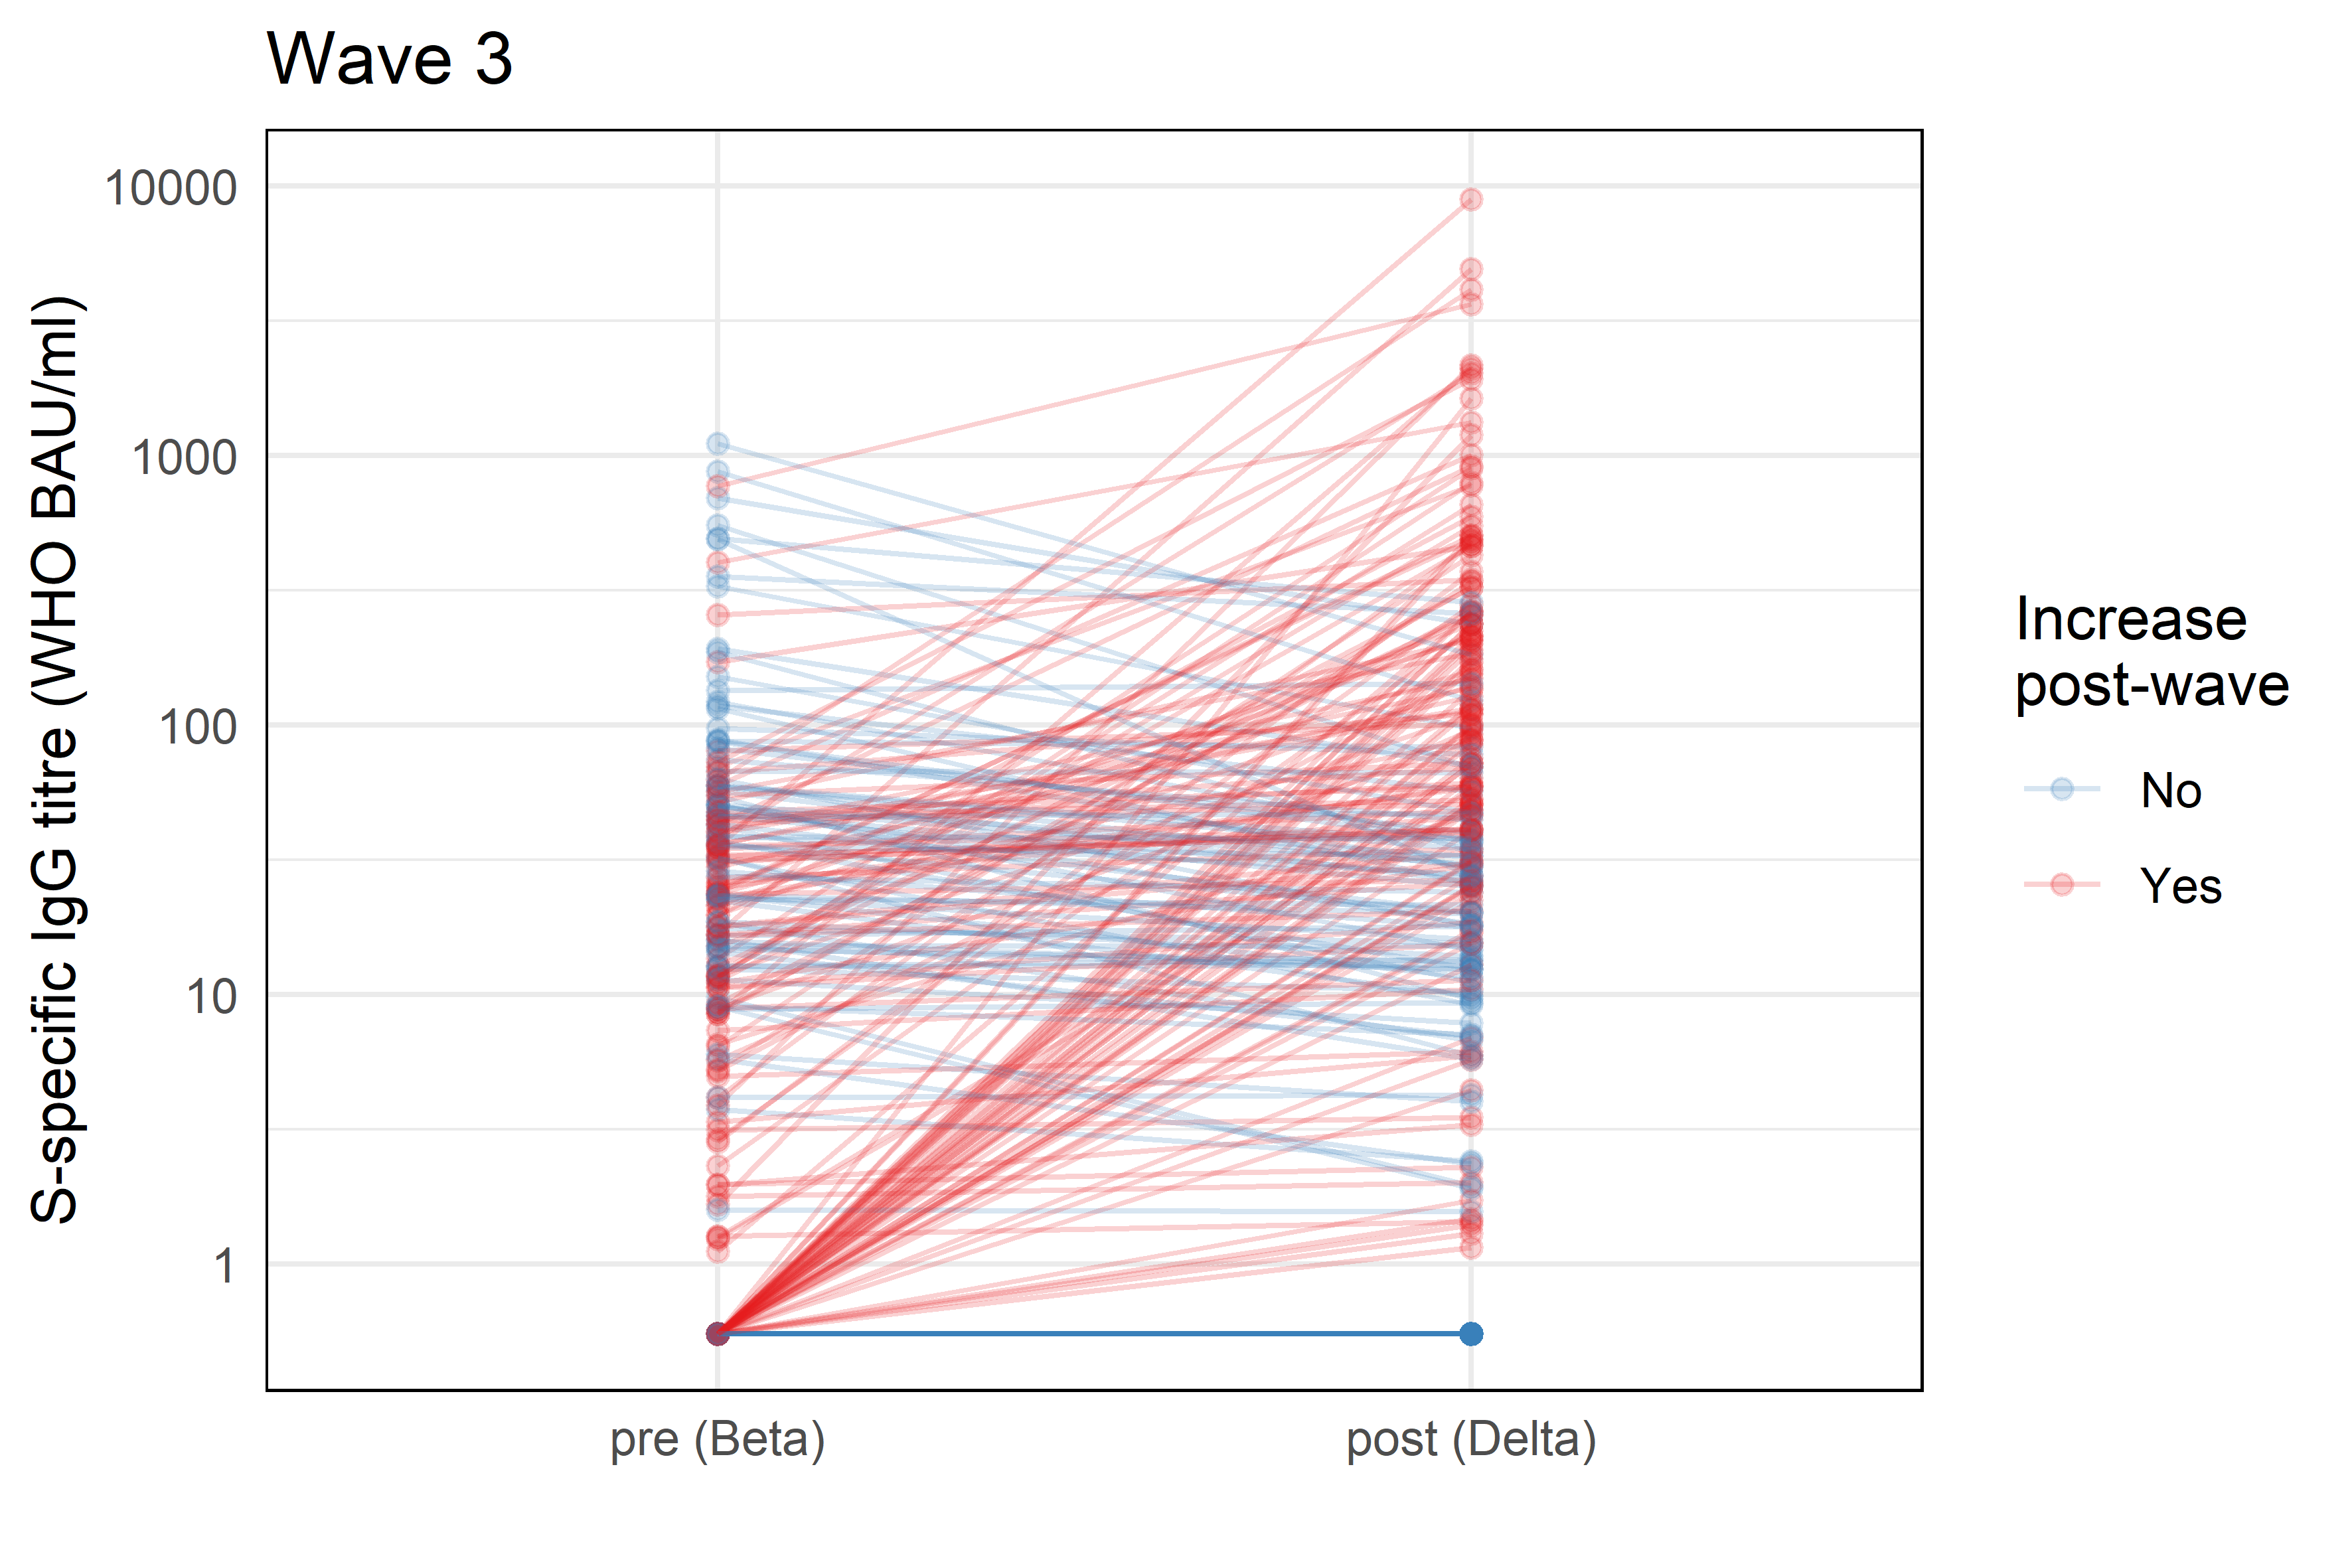 Wave 3
S-specific IgG titre (WHO BAU/ml)
10000
1000
100
10
1
pre (Beta)
post (Delta)
Increase
post-wave
No
Yes